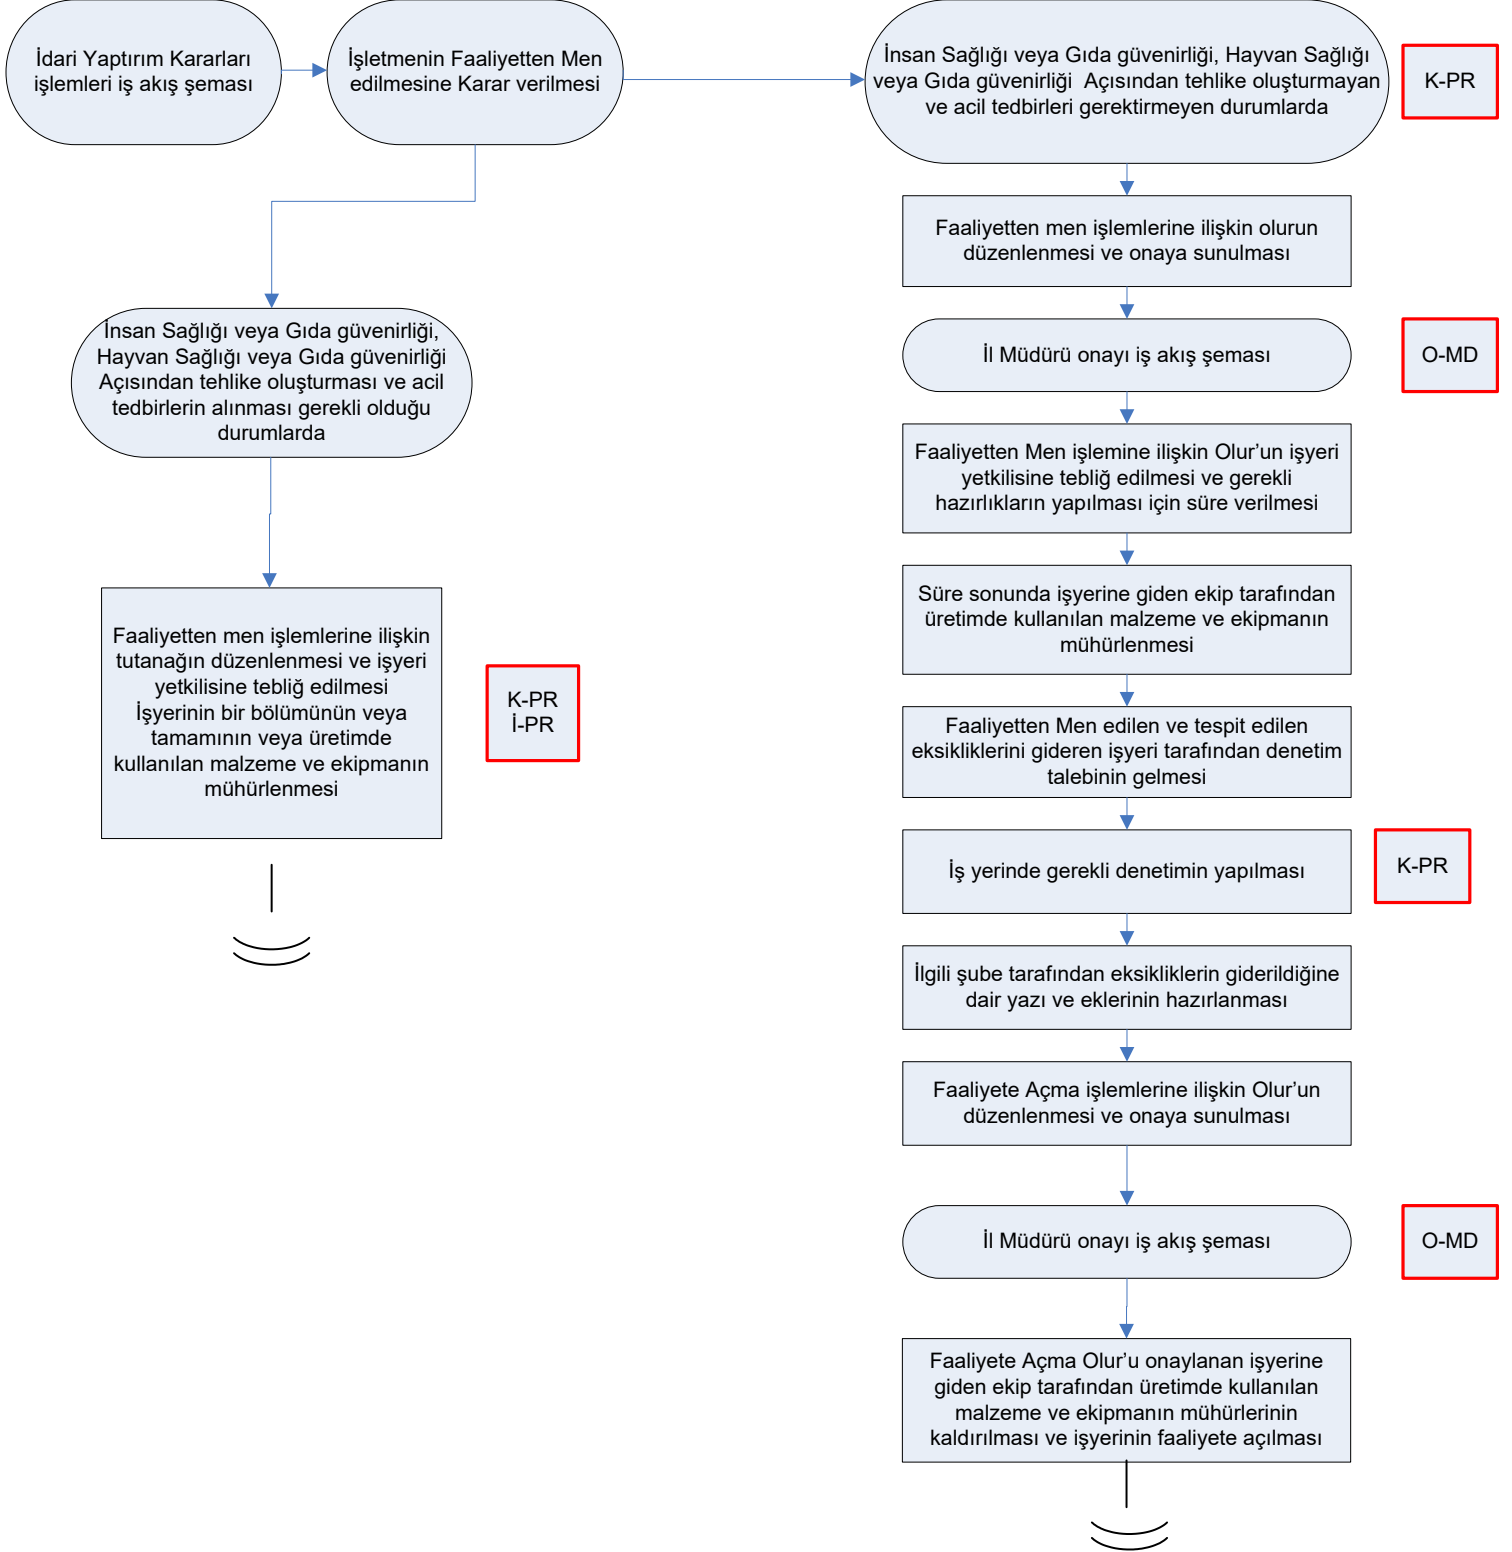 İdari Yaptırım Kararları
işlemleri iş akış şeması
İşletmenin Faaliyetten Men
edilmesine Karar verilmesi
İnsan Sağlığı veya Gıda güvenirliği, Hayvan Sağlığı
veya Gıda güvenirliği Açısından tehlike oluşturmayan
ve acil tedbirleri gerektirmeyen durumlarda
K-PR
Faaliyetten men işlemlerine ilişkin olurun
düzenlenmesi ve onaya sunulması
İl Müdürü onayı iş akış şeması
O-MD
Faaliyetten Men işlemine ilişkin Olur’un işyeri
yetkilisine tebliğ edilmesi ve gerekli
hazırlıkların yapılması için süre verilmesi
Süre sonunda işyerine giden ekip tarafından
üretimde kullanılan malzeme ve ekipmanın
mühürlenmesi
Faaliyetten Men edilen ve tespit edilen
eksikliklerini gideren işyeri tarafından denetim
talebinin gelmesi
İş yerinde gerekli denetimin yapılması
K-PR
İlgili şube tarafından eksikliklerin giderildiğine
dair yazı ve eklerinin hazırlanması
Faaliyete Açma işlemlerine ilişkin Olur’un
düzenlenmesi ve onaya sunulması
İl Müdürü onayı iş akış şeması
O-MD
Faaliyete Açma Olur’u onaylanan işyerine
giden ekip tarafından üretimde kullanılan
malzeme ve ekipmanın mühürlerinin
kaldırılması ve işyerinin faaliyete açılması
İnsan Sağlığı veya Gıda güvenirliği,
Hayvan Sağlığı veya Gıda güvenirliği
Açısından tehlike oluşturması ve acil
tedbirlerin alınması gerekli olduğu
durumlarda
Faaliyetten men işlemlerine ilişkin
tutanağın düzenlenmesi ve işyeri
yetkilisine tebliğ edilmesi
İşyerinin bir bölümünün veya
tamamının veya üretimde
kullanılan malzeme ve ekipmanın
mühürlenmesi
K-PR
İ-PR